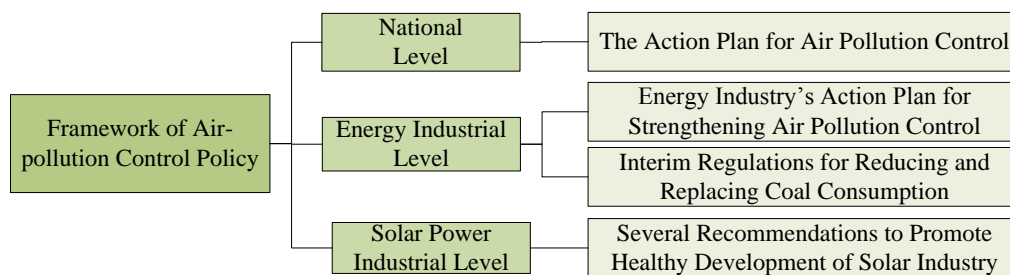 Framework of Air-
pollution Control Policy
National
Level
The Action Plan for Air Pollution Control
Energy Industrial
Level
Energy Industry’s Action Plan for
Strengthening Air Pollution Control
Interim Regulations for Reducing and
Replacing Coal Consumption
Solar Power
Industrial Level
Several Recommendations to Promote
Healthy Development of Solar Industry